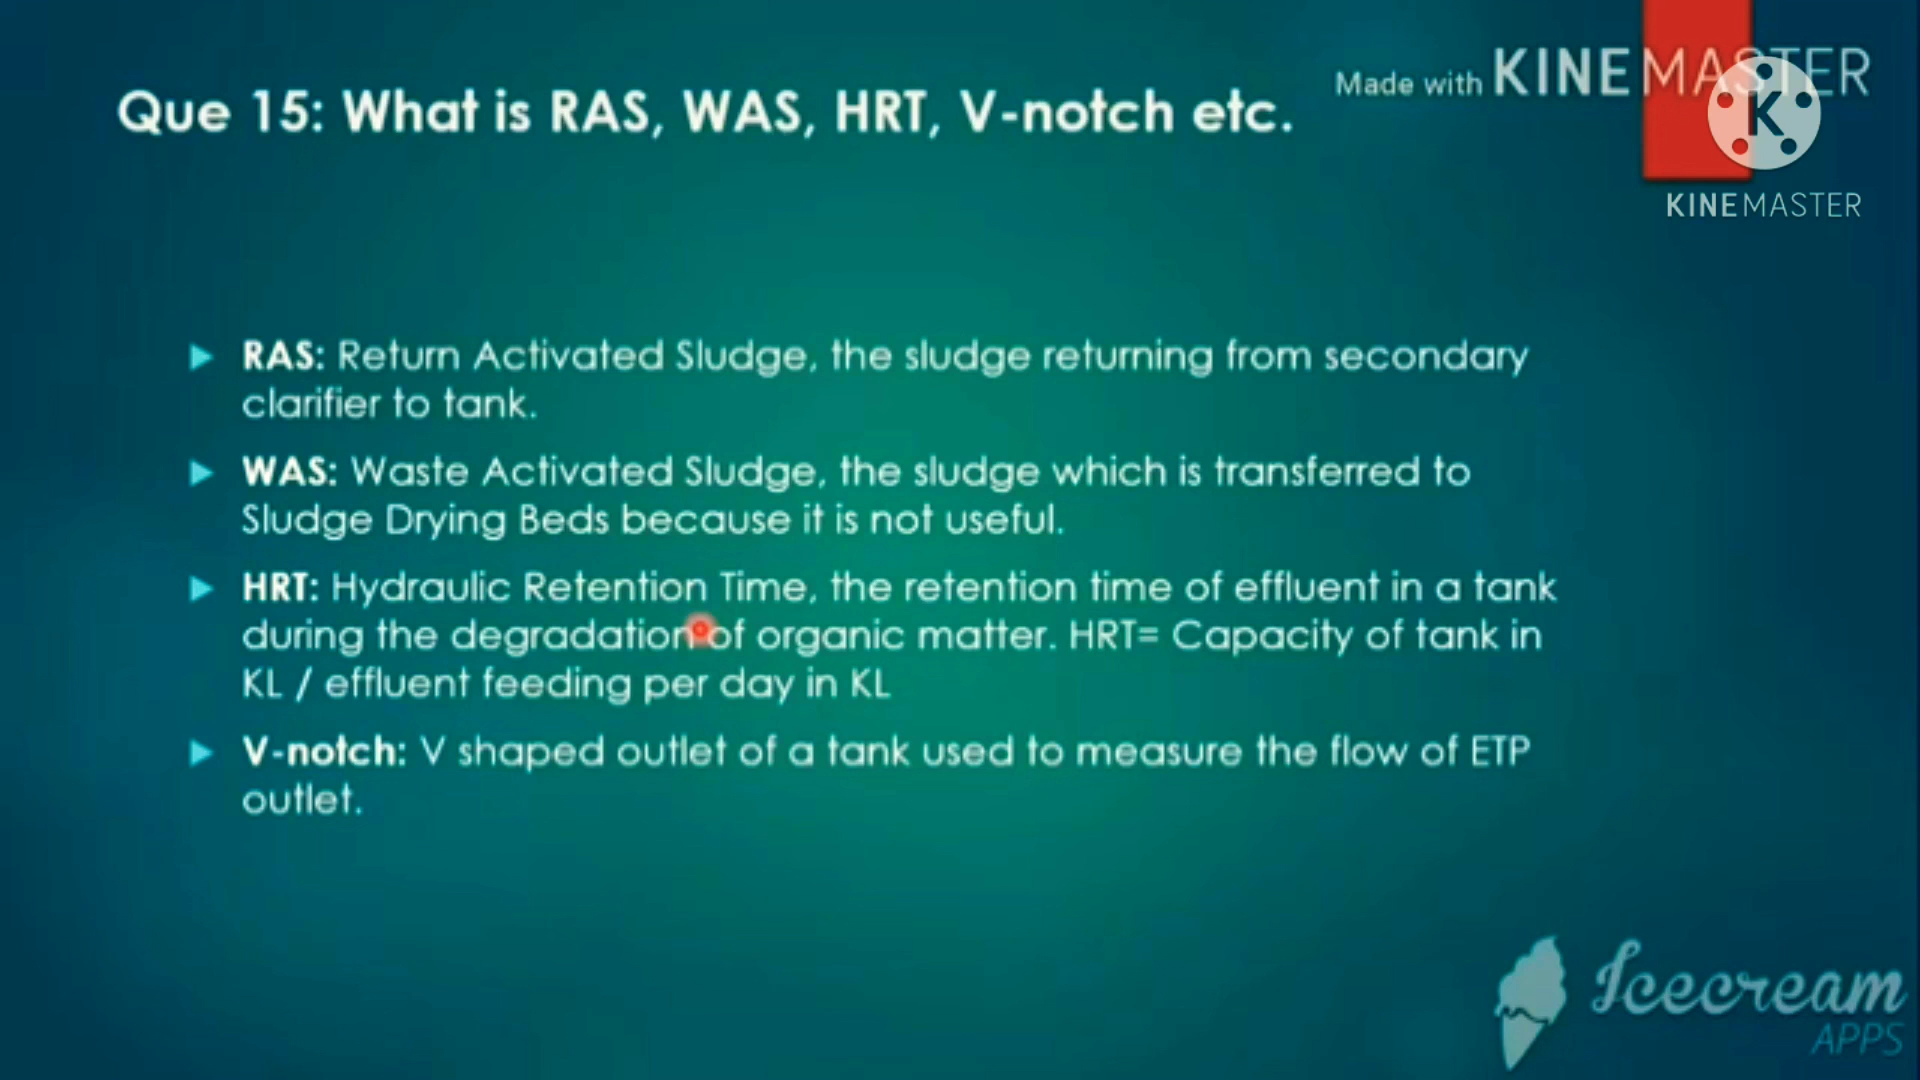 Made with KINEMASTER
Que 15: What is RAS, WAS, HRT, V-notch etc.
K
KINEMASTER
RAS: Return Activated Sludge, the sludge returning from secondary
clarifier to tank.
WAS: Waste Activated Sludge, the sludge which is transferred to
Sludge Drying Beds because it is not useful.
HRT: Hydraulic Retention Time, the retention time of effluent in a tank
during the degradation of organic matter. HRT= Capacity of tank in
KL / effluent feeding per day in KL
V-notch: V shaped outlet of a tank used to measure the flow of ETP
outlet.
Icecream
APPS